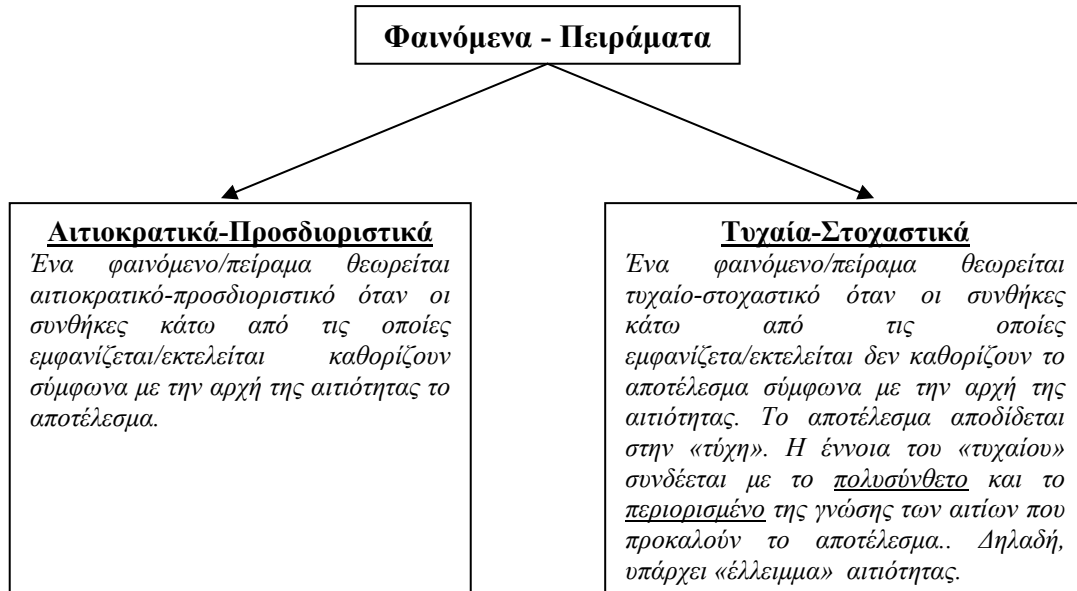 Φαινόμενα - Πειράματα
Αιτιοκρατικά-Προσδιοριστικά
Ένα φαινόμενο/πείραμα θεωρείται
αιτιοκρατικό-προσδιοριστικό όταν οι
συνθήκες κάτω από τις οποίες
εμφανίζεται/εκτελείται καθορίζουν
σύμφωνα με την αρχή της αιτιότητας το
αποτέλεσμα.
Τυχαία-Στοχαστικά
Ένα φαινόμενο/πείραμα θεωρείται
τυχαίο-στοχαστικό όταν οι συνθήκες
κάτω από τις οποίες
εμφανίζετα/εκτελείται δεν καθορίζουν το
αποτέλεσμα σύμφωνα με την αρχή της
αιτιότητας. Το αποτέλεσμα αποδίδεται
στην «τύχη». Η έννοια του «τυχαίου»
συνδέεται με το πολυσύνθετο και το
περιορισμένο της γνώσης των αιτίων που
προκαλούν το αποτέλεσμα.. Δηλαδή,
υπάρχει «έλλειμμα» αιτιότητας.